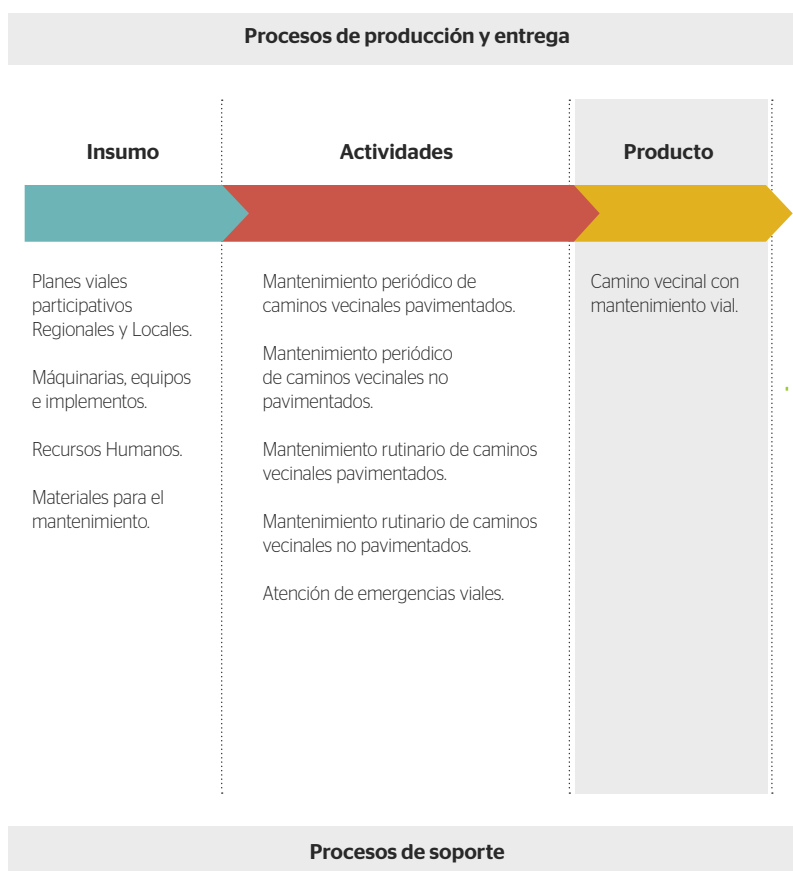 Procesos de producción y entrega
Insumo
Actividades
Producto
Planes viales
participativos
Regionales y Locales.
Máquinarias, equipos
e implementos.
Recursos Humanos.
Materiales para el
mantenimiento.
Mantenimiento periódico de
caminos vecinales pavimentados.
Mantenimiento periódico
de caminos vecinales no
pavimentados.
Mantenimiento rutinario de caminos
vecinales pavimentados.
Mantenimiento rutinario de caminos
vecinales no pavimentados.
Atención de emergencias viales.
Camino vecinal con
mantenimiento vial.
Procesos de soporte